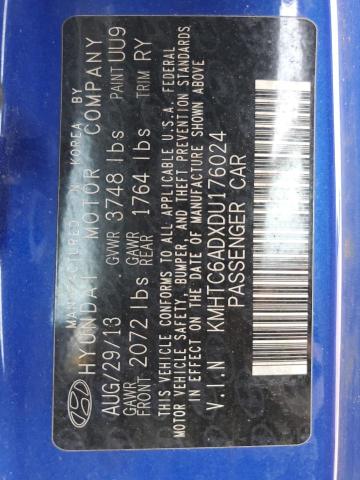 MANUFACTURED IN KOREA BY
HYUNDAI MOTOR COMPANY
AUG/29/13 GVWR 3748 lbs PAINT UU9
GAWR FRONT 2072 lbs GAWR REAR 1764 lbs TRIM RY
THIS VEHICLE CONFORMS TO ALL APPLICABLE U.S.A. FEDERAL
MOTOR VEHICLE SAFETY, BUMPER, AND THEFT PREVENTION STANDARDS
IN EFFECT ON THE DATE OF MANUFACTURE SHOWN ABOVE
V.I.N KMHTC6ADXDU176024
PASSENGER CAR